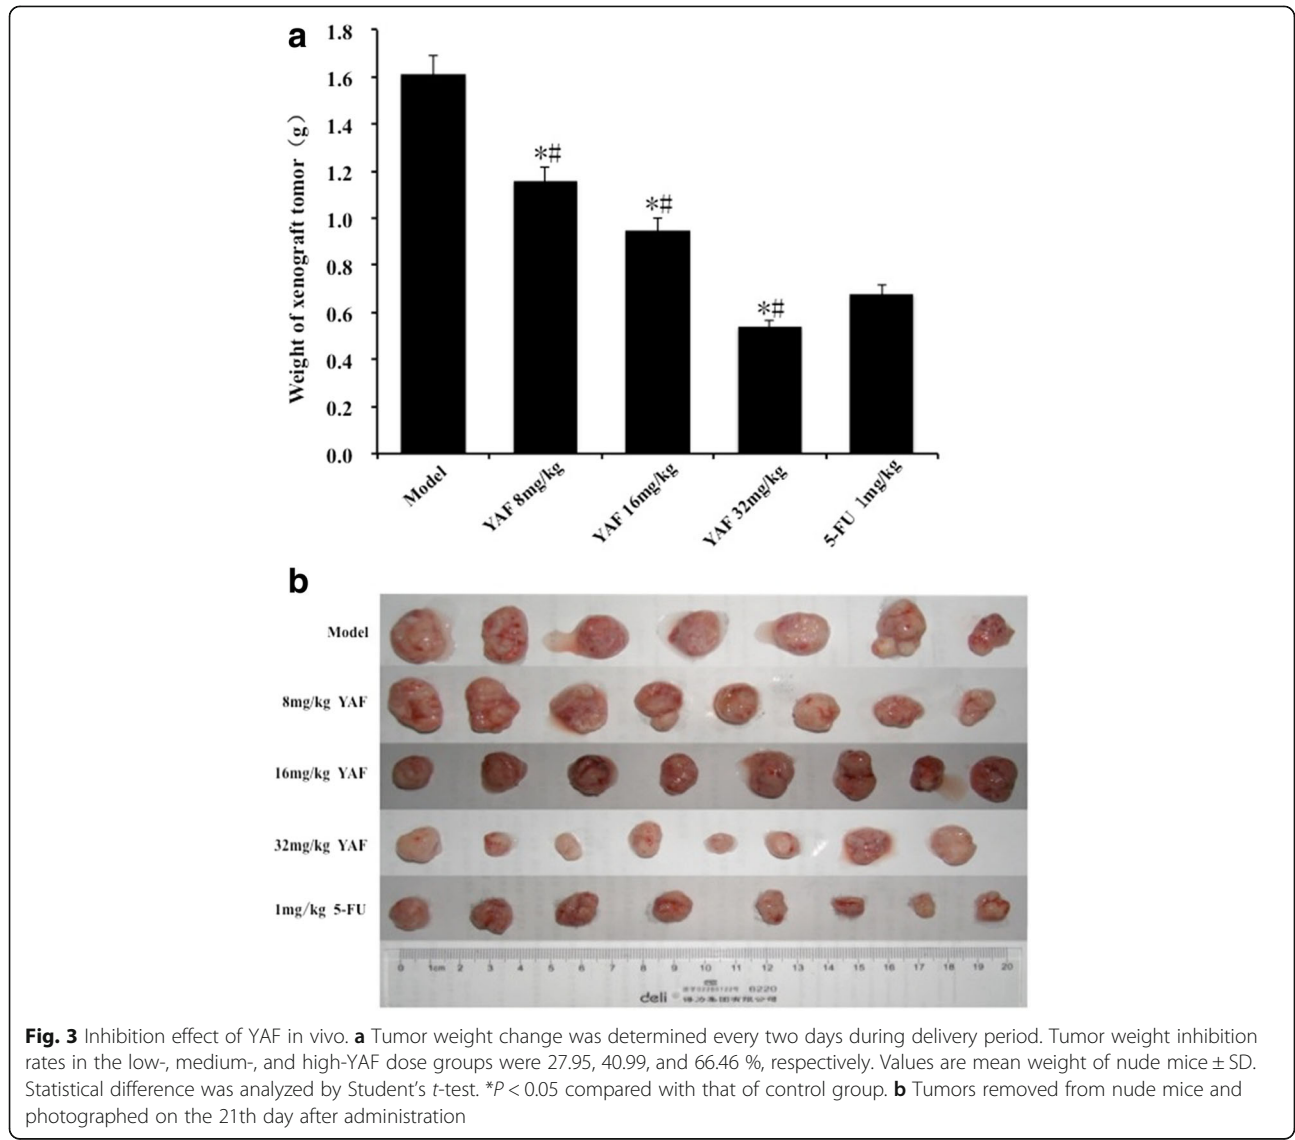 a
1.8
1.6
1.4
1.2
1.0
0.8
0.6
0.4
0.2
0.0
Weight of xenograft tomor (g)
*#
*#
*#
Model
YAF 8mg/kg
YAF 16mg/kg
YAF 32mg/kg
5-FU 1mg/kg
b
Model
8mg/kg YAF
16mg/kg YAF
32mg/kg YAF
1mg/kg 5-FU
0 1cm 2 3 4 5 6 7 8 9 10 11 12 13 14 15 16 17 18 19 20
deli 6220
Fig. 3 Inhibition effect of YAF in vivo. a Tumor weight change was determined every two days during delivery period. Tumor weight inhibition
rates in the low-, medium-, and high-YAF dose groups were 27.95, 40.99, and 66.46 %, respectively. Values are mean weight of nude mice ± SD.
Statistical difference was analyzed by Student's t-test. *P < 0.05 compared with that of control group. b Tumors removed from nude mice and
photographed on the 21th day after administration